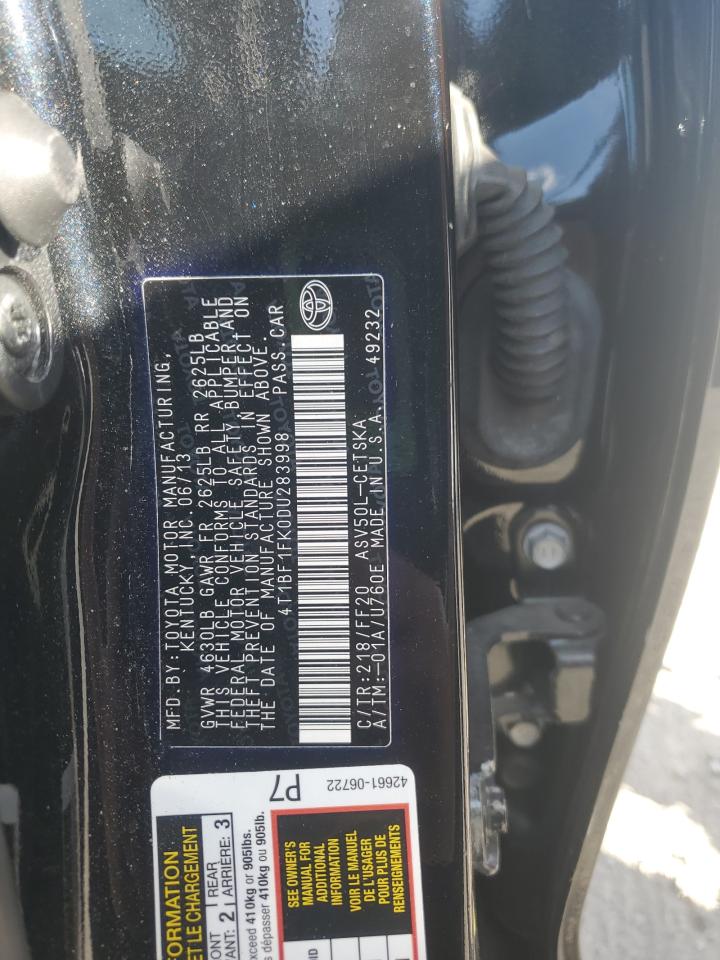 MFD.BY:TOYOTA MOTOR MANUFACTURING,
KENTUCKY, INC. 06/13
GVWR 4630LB GAWR FR 2625LB RR 2625LB
THIS VEHICLE CONFORMS TO ALL APPLICABLE
FEDERAL MOTOR VEHICLE SAFETY BUMPER,AND
THEFT PREVENTION STANDARDS IN EFFECT ON
THE DATE OF MANUFACTURE SHOWN ABOVE.
4T1BF1FK0DU283998 PASS.CAR
C/TR:218/FF20 ASV50L-CETSKA
A/TM:-01A/U760E MADE IN U.S.A. 49232
ET LE CHARGEMENT
2 REAR
ARRIÈRE: 3
410kg or 905lbs.
dépasser 410kg ou 905lb.
P7
42661-06722
SEE OWNER'S
MANUAL FOR
ADDITIONAL
INFORMATION
VOIR LE MANUEL
DE L'USAGER
POUR PLUS DE
RENSEIGNEMENTS